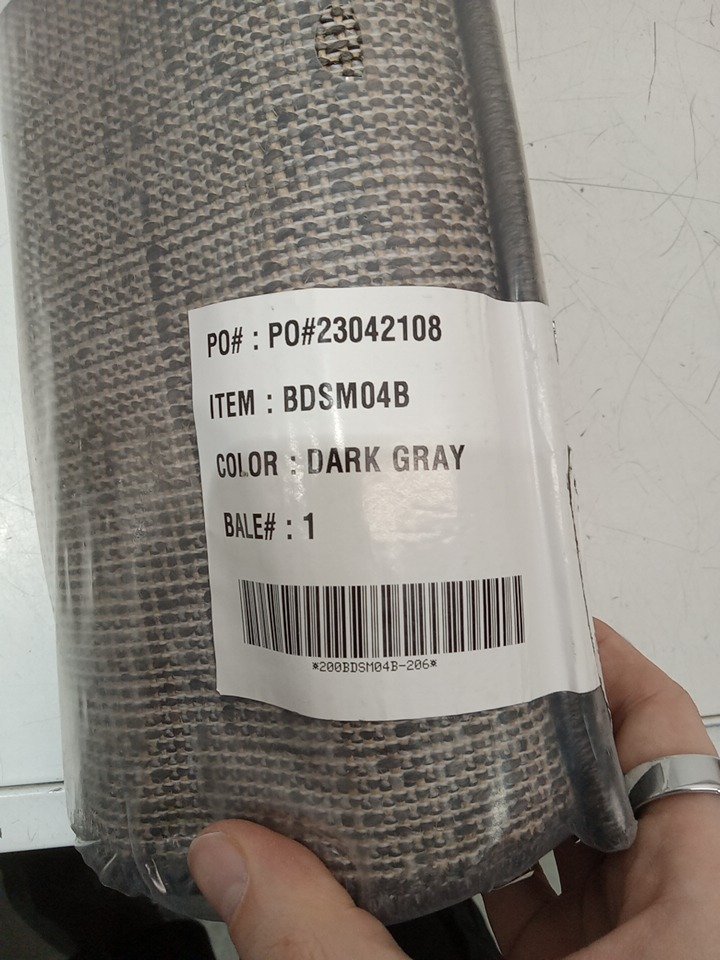 PO# : PO#23042108
ITEM : BDSM04B
COLOR : DARK GRAY
BALE# : 1
*200BDSM04B-206*